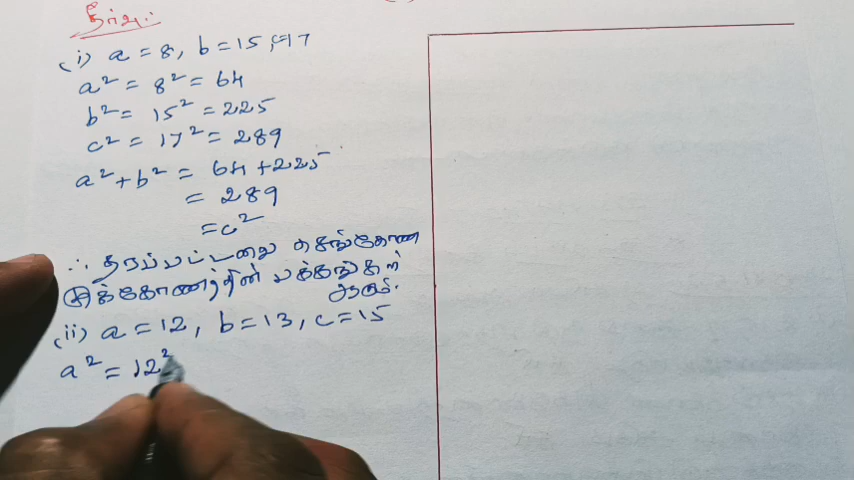 தீர்வு:
(i) a = 8, b = 15, c = 17
a² = 8² = 64
b² = 15² = 225
c² = 17² = 289
a² + b² = 64 + 225
= 289
= c²
∴ தரப்பட்டவை செங்கோண
முக்கோணத்தின் பக்கங்கள்
ஆகும்.
(ii) a = 12, b = 13, c = 15
a² = 12²